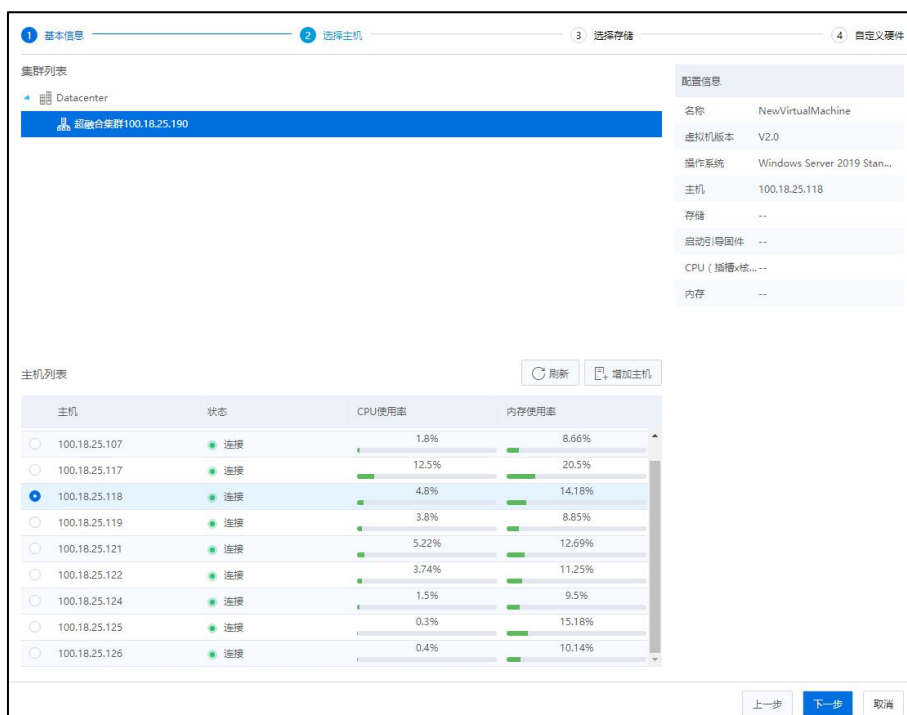 1 基本信息 2 选择主机 3 选择存储 4 自定义硬件
集群列表
Datacenter
超融合集群100.18.25.190
配置信息
名称 NewVirtualMachine
虚拟机版本 V2.0
操作系统 Windows Server 2019 Stan...
主机 100.18.25.118
存储 --
启动引导固件 --
CPU ( 插槽x核... --
内存 --
主机列表 刷新 增加主机
主机 状态 CPU使用率 内存使用率
100.18.25.107 连接 1.8% 8.66%
100.18.25.117 连接 12.5% 20.5%
100.18.25.118 连接 4.8% 14.18%
100.18.25.119 连接 3.8% 8.85%
100.18.25.121 连接 5.22% 12.69%
100.18.25.122 连接 3.74% 11.25%
100.18.25.124 连接 1.5% 9.5%
100.18.25.125 连接 0.3% 15.18%
100.18.25.126 连接 0.4% 10.14%
上一步 下一步 取消